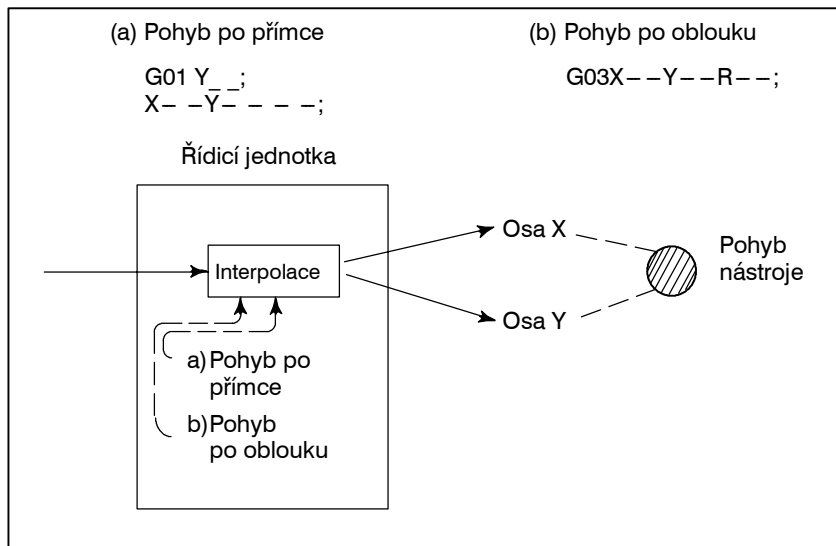 (a) Pohyb po přímce
G01 Y_ _;
X– –Y– – – –;
(b) Pohyb po oblouku
G03X––Y––R––;
Řídicí jednotka
Interpolace
a)Pohyb po
přímce
b)Pohyb
po oblouku
Osa X
Osa Y
Pohyb
nástroje